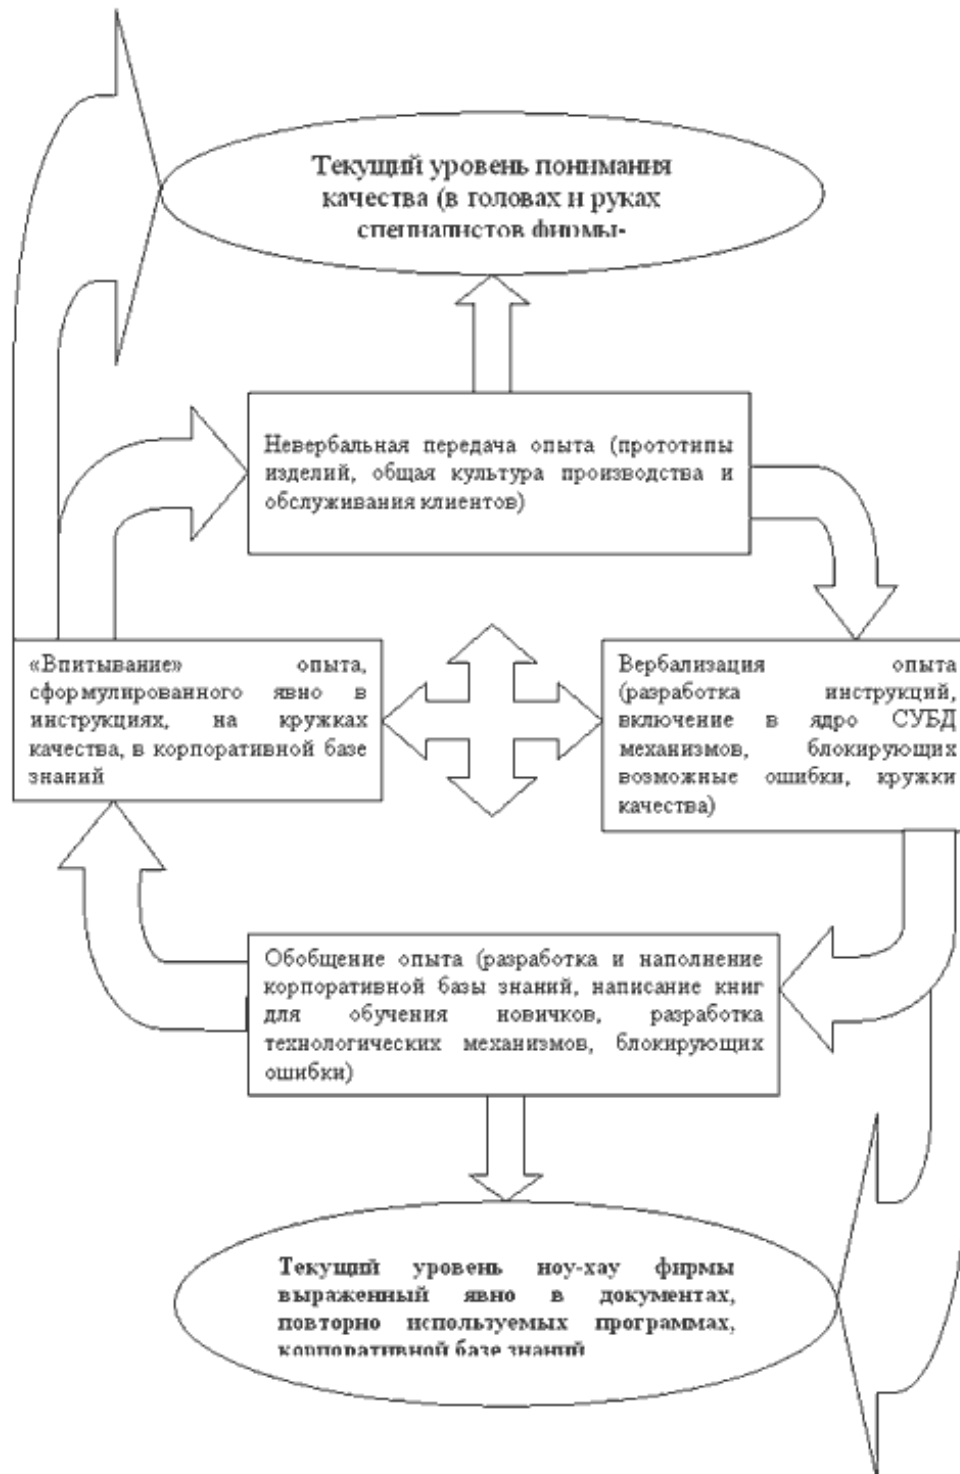 Текущий уровень понимания
качества (в головах и руках
специалистов фирмы-
Невербальная передача опыта (прототипы
изделий, общая культура производства и
обслуживания клиентов)
«Впитывание» опыта,
сформулированного явно в
инструкциях, на кружках
качества, в корпоративной базе
знаний
Вербализация опыта
(разработка инструкций,
включение в ядро СУБД
механизмов, блокирующих
возможные ошибки, кружки
качества)
Обобщение опыта (разработка и наполнение
корпоративной базы знаний, написание книг
для обучения новичков, разработка
технологических механизмов, блокирующих
ошибки)
Текущий уровень ноу-хау фирмы
выраженный явно в документах,
повторно используемых программах,
корпоративной базе знаний